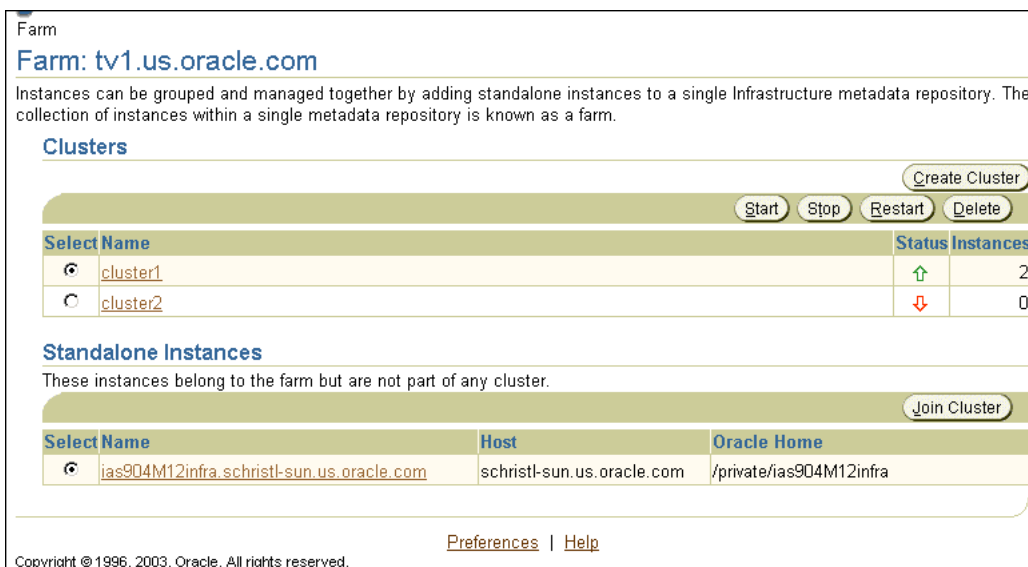 Farm
Farm: tv1.us.oracle.com
Instances can be grouped and managed together by adding standalone instances to a single Infrastructure metadata repository. The
collection of instances within a single metadata repository is known as a farm.
Clusters
Create Cluster
Start Stop Restart Delete
Select Name Status Instances
cluster1 2
cluster2 0
Standalone Instances
These instances belong to the farm but are not part of any cluster.
Join Cluster
Select Name Host Oracle Home
ias904M12infra.schristl-sun.us.oracle.com schristl-sun.us.oracle.com /private/ias904M12infra
Preferences | Help
Copyright © 1996, 2003, Oracle. All rights reserved.